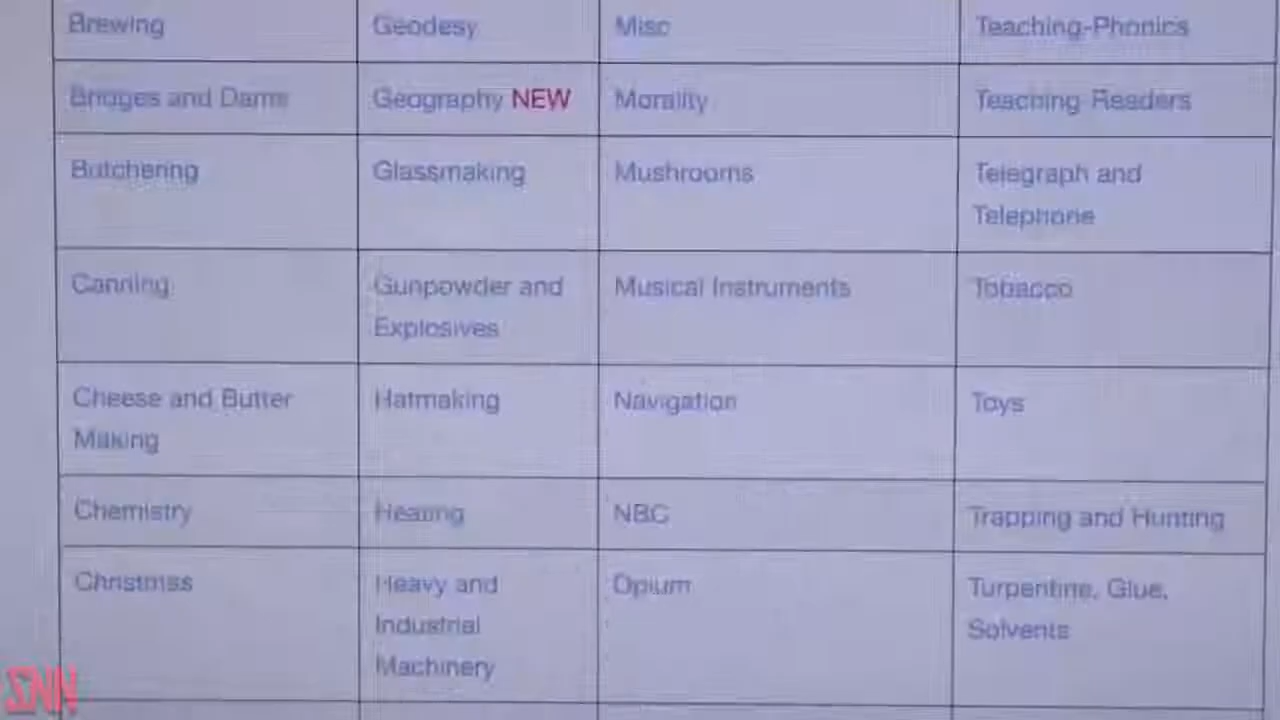 Brewing
Geodesy
Misc
Teaching-Phonics
Bridges and Dams
Geography NEW
Morality
Teaching-Readers
Butchering
Glassmaking
Mushrooms
Telegraph and
Telephone
Canning
Gunpowder and
Explosives
Musical Instruments
Tobacco
Cheese and Butter
Making
Hatmaking
Navigation
Toys
Chemistry
Heating
NBC
Trapping and Hunting
Christmas
Heavy and
Industrial
Machinery
Opium
Turpentine, Glue,
Solvents
SNN